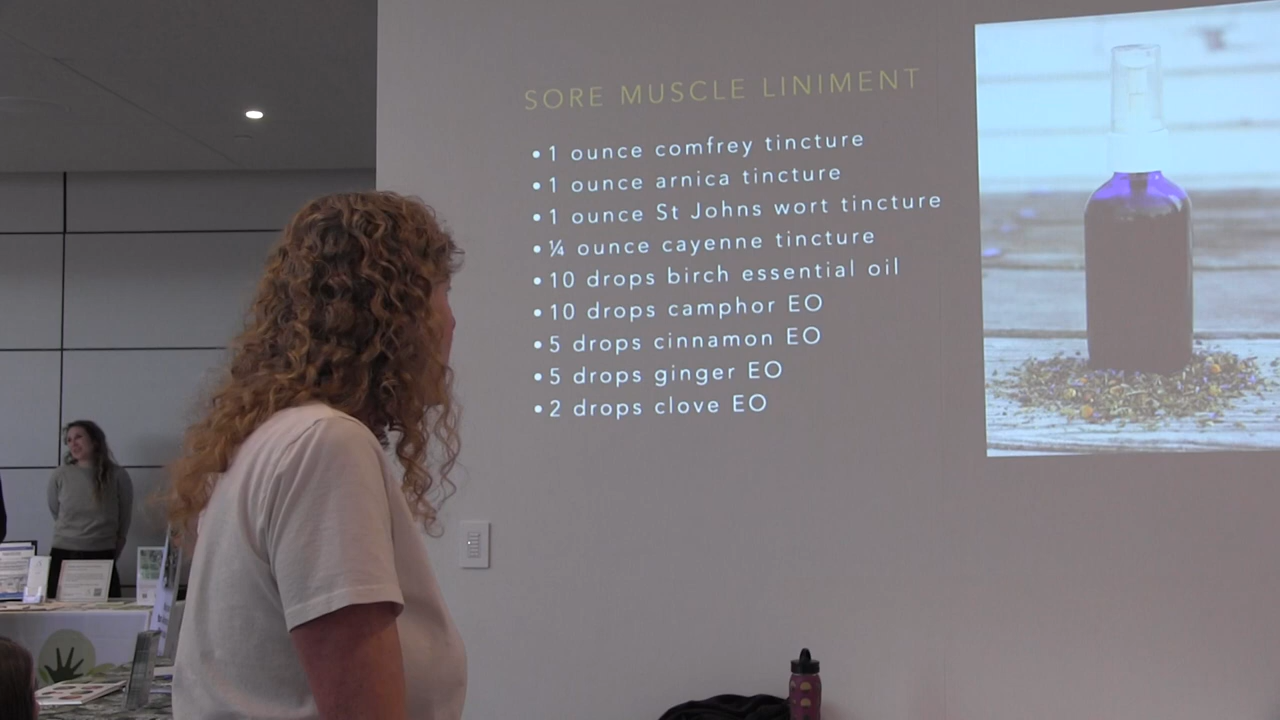 SORE MUSCLE LINIMENT
•1 ounce comfrey tincture
•1 ounce arnica tincture
•1 ounce St Johns wort tincture
•¼ ounce cayenne tincture
•10 drops birch essential oil
•10 drops camphor EO
•5 drops cinnamon EO
•5 drops ginger EO
•2 drops clove EO